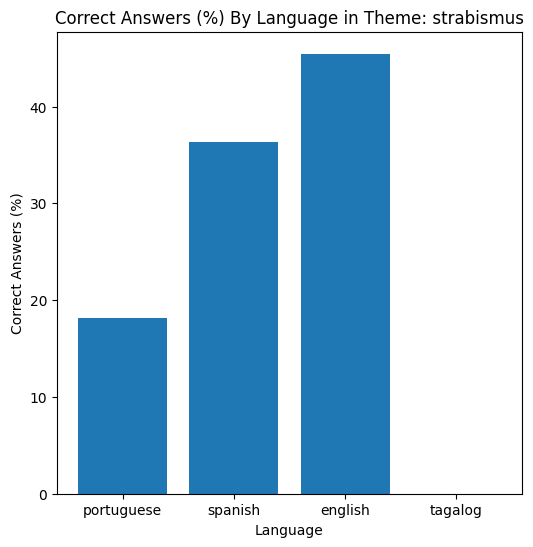 Correct Answers (%) By Language in Theme: strabismus
Correct Answers (%)
40
30
20
10
0
portuguese spanish english tagalog
Language